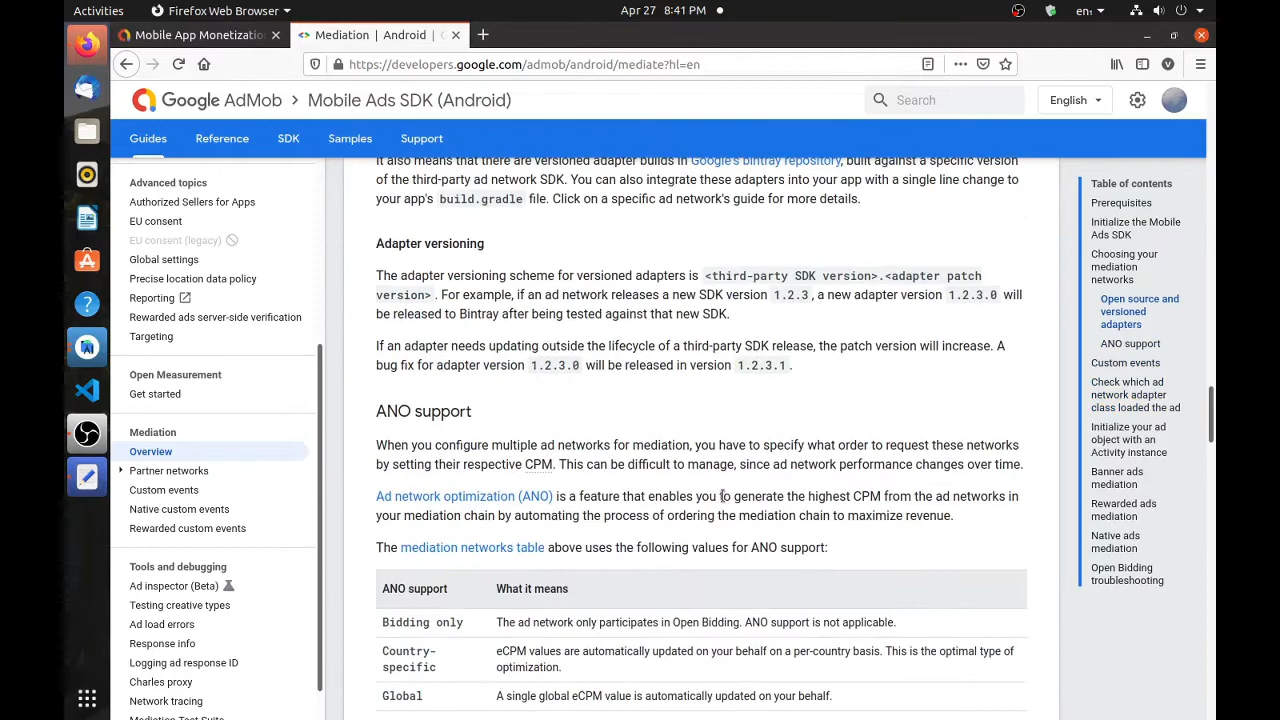 Activities
Firefox Web Browser
Apr 27  8:41 PM
en₁
Mobile App Monetizatio
Mediation | Android |
https://developers.google.com/admob/android/mediate?hl=en
Google AdMob
Mobile Ads SDK (Android)
Search
English
Guides
Reference
SDK
Samples
Support
Advanced topics
Authorized Sellers for Apps
EU consent
EU consent (legacy)
Global settings
Precise location data policy
Reporting
Rewarded ads server-side verification
Targeting
Open Measurement
Get started
Mediation
Overview
Partner networks
Custom events
Native custom events
Rewarded custom events
Tools and debugging
Ad inspector (Beta)
Testing creative types
Ad load errors
Response info
Logging ad response ID
Charles proxy
Network tracing
Mediation Test Suite
It also means that there are versioned adapter builds in Google's bintray repository, built against a specific version
of the third-party ad network SDK. You can also integrate these adapters into your app with a single line change to
your app's build.gradle file. Click on a specific ad network's guide for more details.
Adapter versioning
The adapter versioning scheme for versioned adapters is <third-party SDK version>.<adapter patch
version>. For example, if an ad network releases a new SDK version 1.2.3, a new adapter version 1.2.3.0 will
be released to Bintray after being tested against that new SDK.
If an adapter needs updating outside the lifecycle of a third-party SDK release, the patch version will increase. A
bug fix for adapter version 1.2.3.0 will be released in version 1.2.3.1.
ANO support
When you configure multiple ad networks for mediation, you have to specify what order to request these networks
by setting their respective CPM. This can be difficult to manage, since ad network performance changes over time.
Ad network optimization (ANO) is a feature that enables you to generate the highest CPM from the ad networks in
your mediation chain by automating the process of ordering the mediation chain to maximize revenue.
The mediation networks table above uses the following values for ANO support:
ANO support
What it means
Bidding only
The ad network only participates in Open Bidding. ANO support is not applicable.
Country-
specific
eCPM values are automatically updated on your behalf on a per-country basis. This is the optimal type of
optimization.
Global
A single global eCPM value is automatically updated on your behalf.
Table of contents
Prerequisites
Initialize the Mobile
Ads SDK
Choosing your
mediation
networks
Open source and
versioned
adapters
ANO support
Custom events
Check which ad
network adapter
class loaded the ad
Initialize your ad
object with an
Activity instance
Banner ads
mediation
Rewarded ads
mediation
Native ads
mediation
Open Bidding
troubleshooting